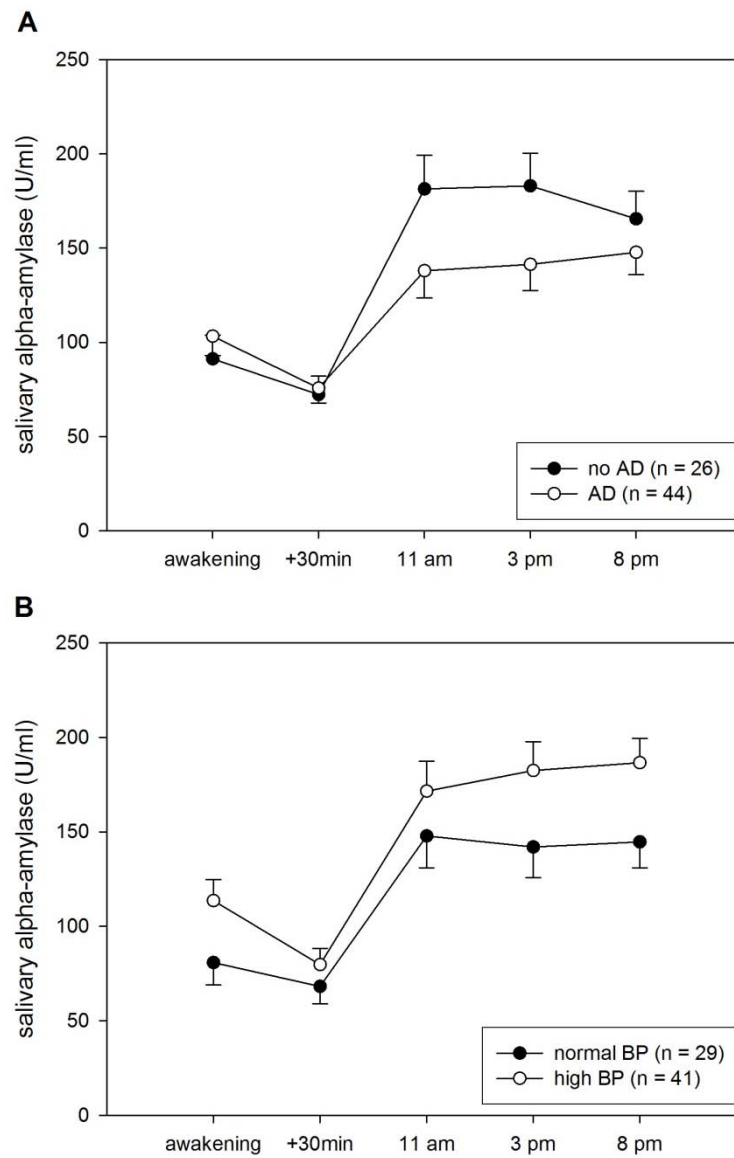 A
250
200
150
100
50
0
salivary alpha-amylase (U/ml)
no AD (n = 26)
AD (n = 44)
awakening +30min 11 am 3 pm 8 pm
B
250
200
150
100
50
0
salivary alpha-amylase (U/ml)
normal BP (n = 29)
high BP (n = 41)
awakening +30min 11 am 3 pm 8 pm